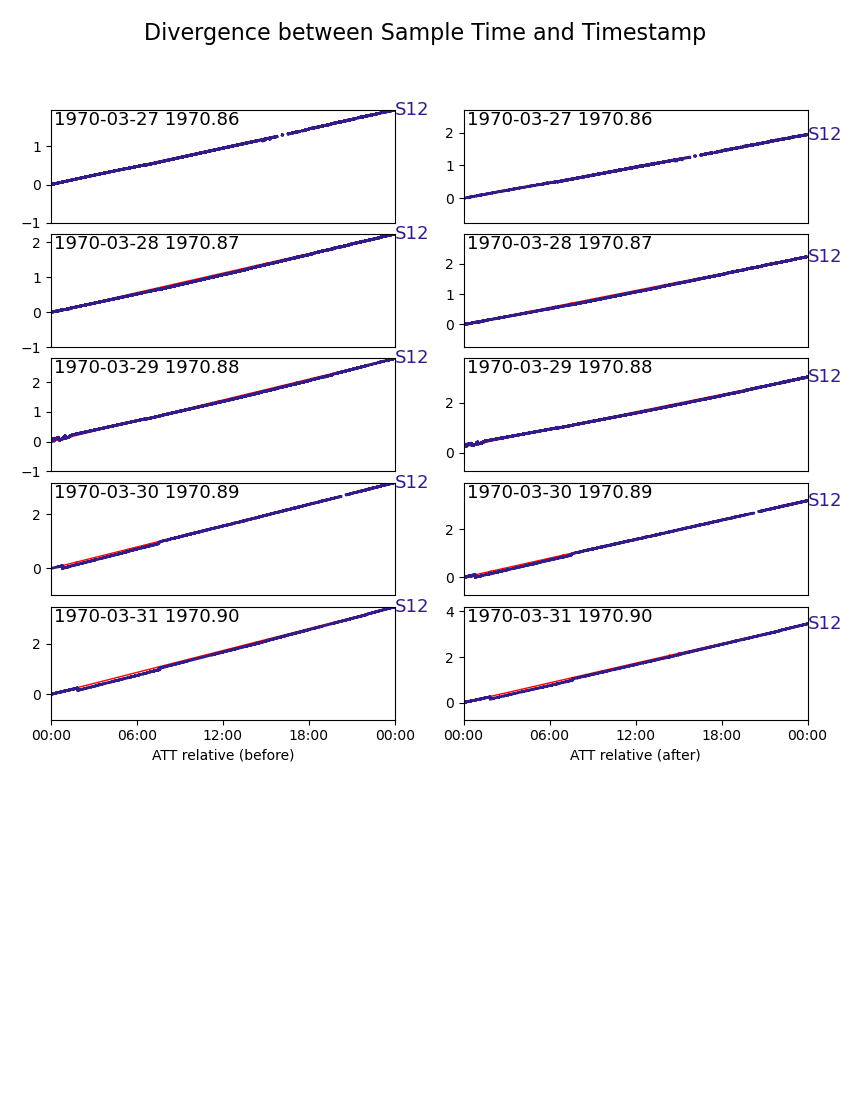 Divergence between Sample Time and Timestamp
1970-03-27 1970.86
S12
1
0
−1
1970-03-27 1970.86
S12
2
1
0
1970-03-28 1970.87
S12
2
1
0
−1
1970-03-28 1970.87
S12
2
1
0
1970-03-29 1970.88
S12
2
1
0
−1
1970-03-29 1970.88
S12
2
0
1970-03-30 1970.89
S12
2
0
1970-03-30 1970.89
S12
2
0
1970-03-31 1970.90
S12
2
0
00:00 06:00 12:00 18:00 00:00
ATT relative (before)
1970-03-31 1970.90
S12
4
2
0
00:00 06:00 12:00 18:00 00:00
ATT relative (after)